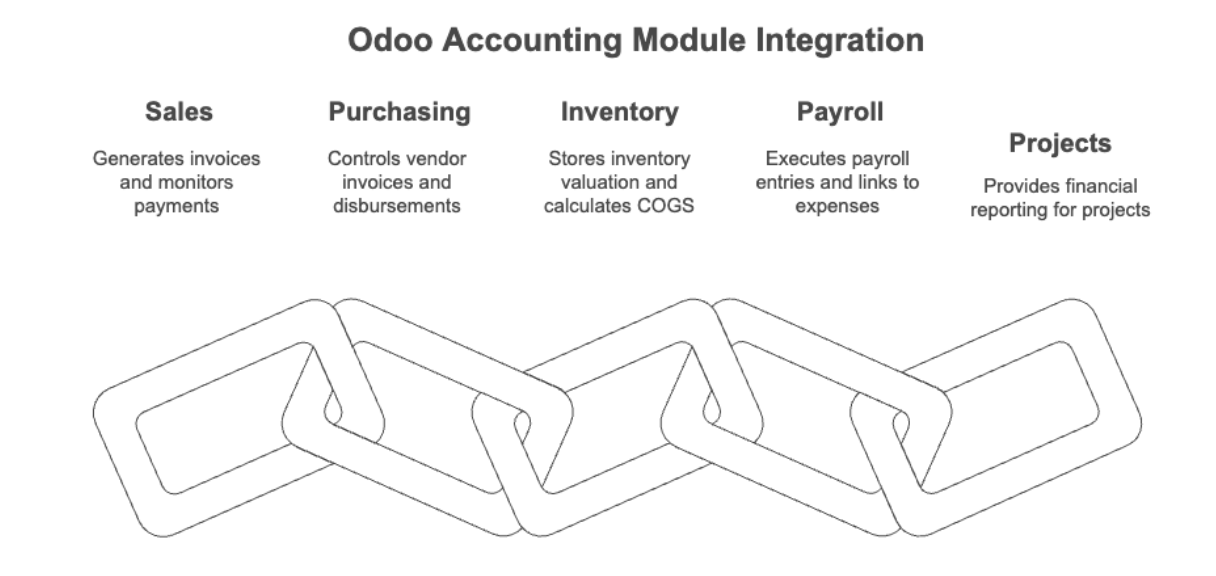 Odoo Accounting Module Integration
Sales
Generates invoices
and monitors
payments
Purchasing
Controls vendor
invoices and
disbursements
Inventory
Stores inventory
valuation and
calculates COGS
Payroll
Executes payroll
entries and links to
expenses
Projects
Provides financial
reporting for projects